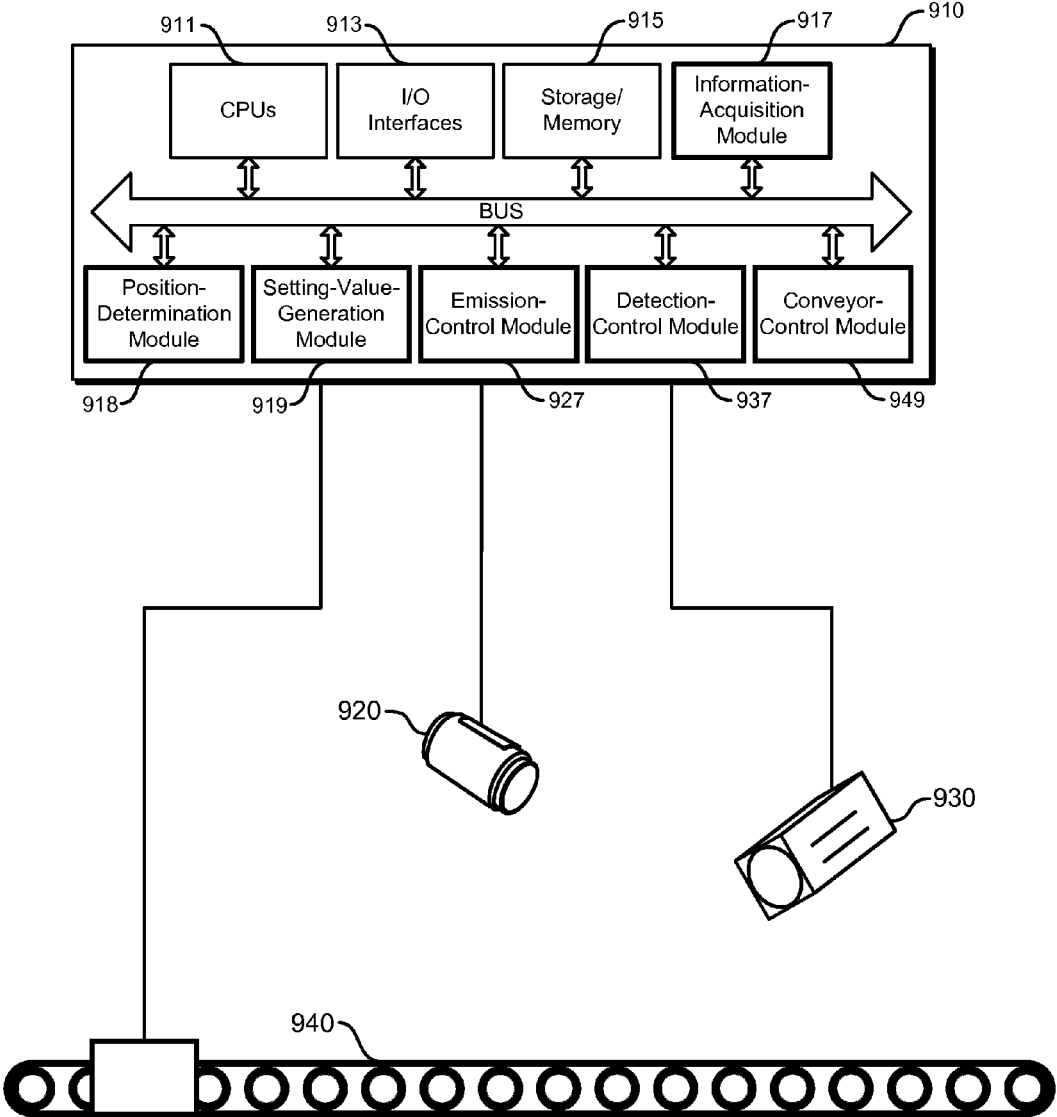 911
913
915
917
910
CPUs
I/O
Interfaces
Storage/
Memory
Information-
Acquisition
Module
BUS
Position-
Determination
Module
Setting-Value-
Generation
Module
Emission-
Control Module
Detection-
Control Module
Conveyor-
Control Module
918
919
927
937
949
920
930
940